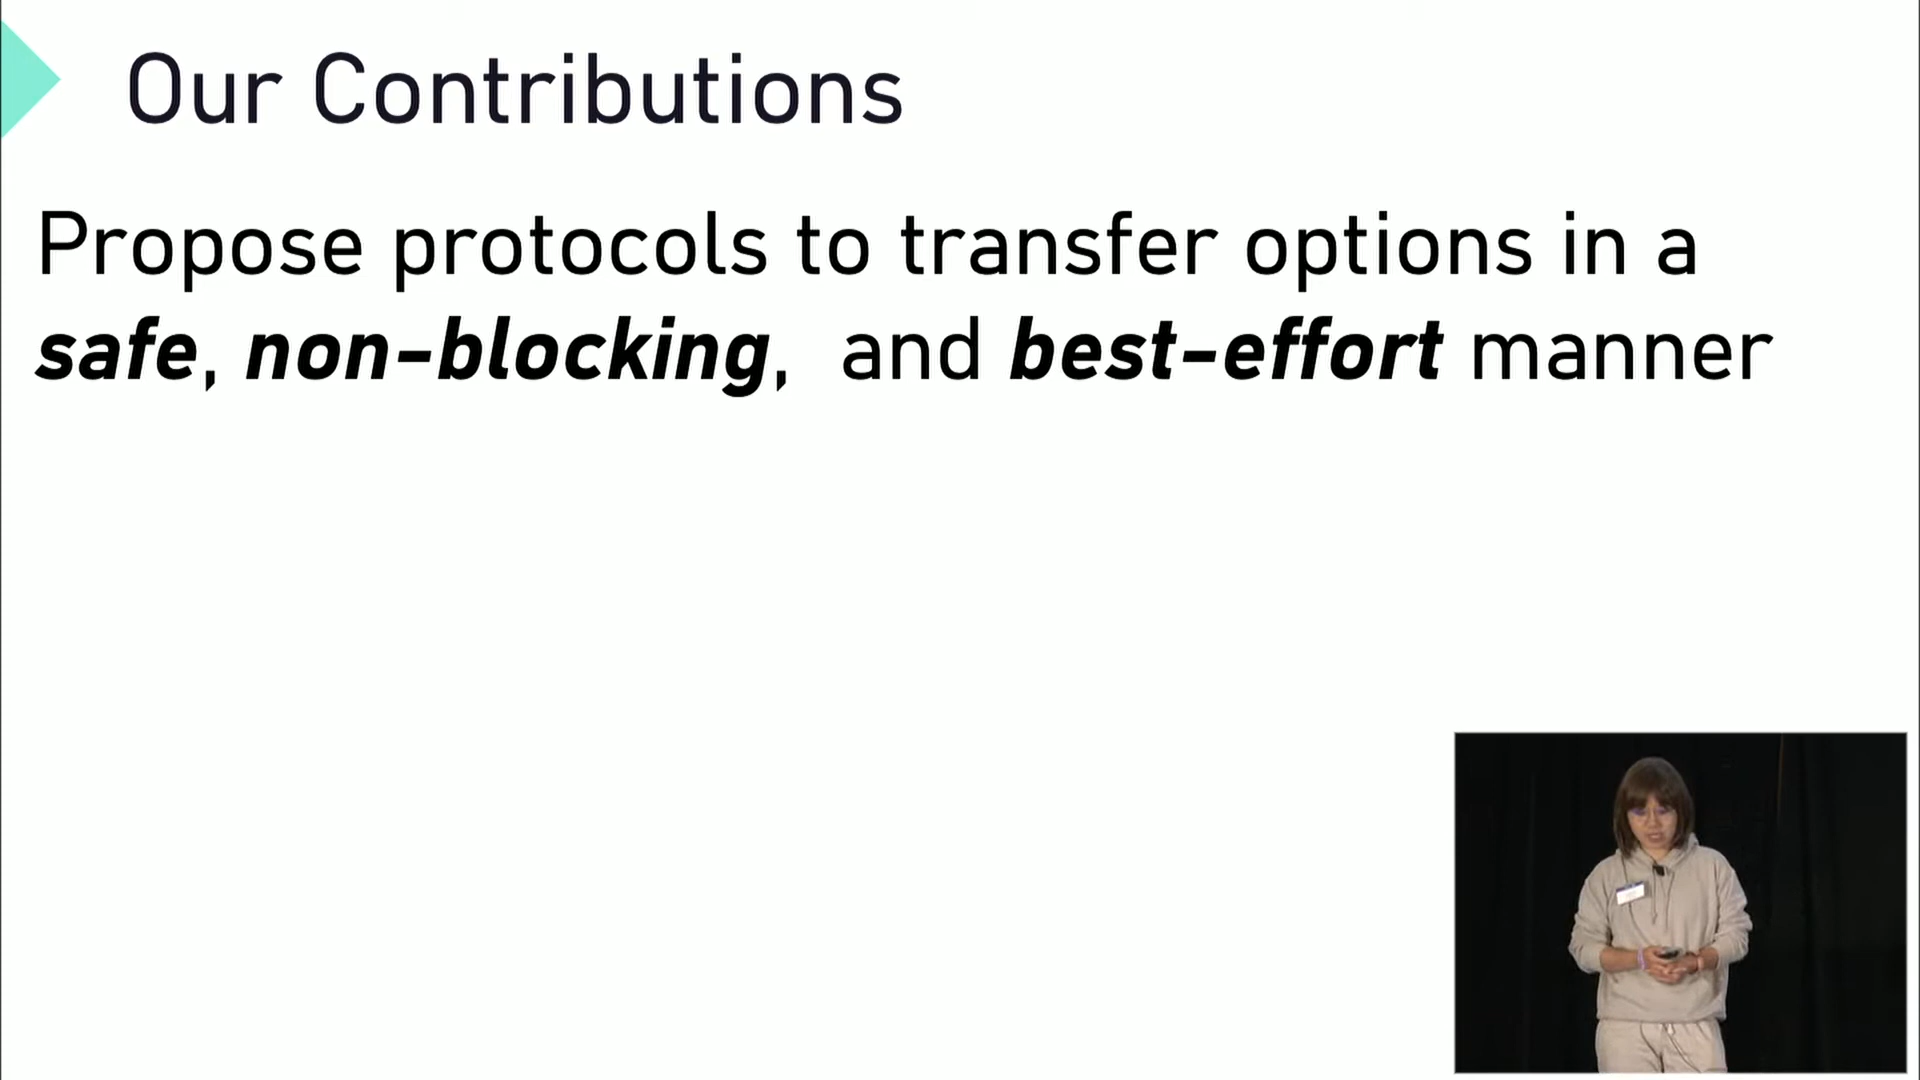 Our Contributions
Propose protocols to transfer options in a
safe, non-blocking,  and best-effort manner